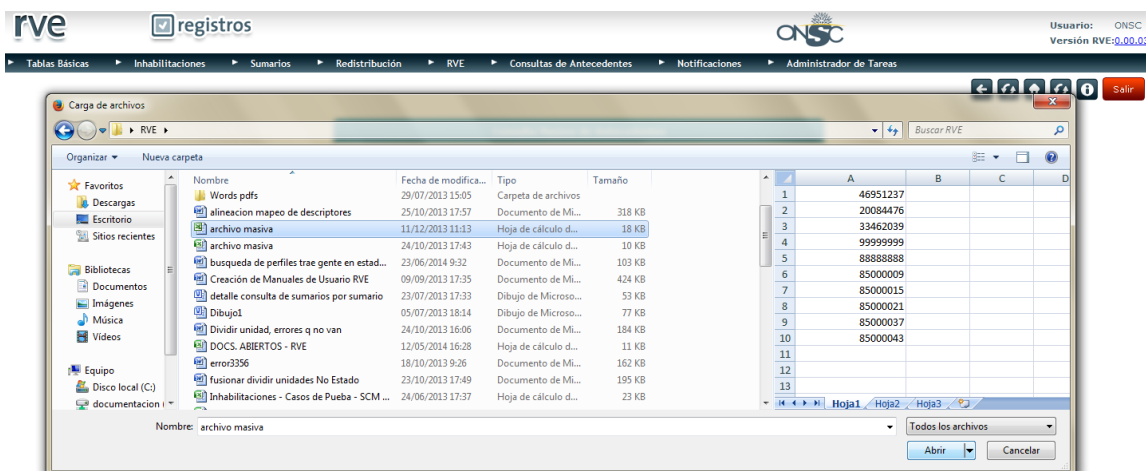 rve registros ONSC Usuario: ONSC
Versión RVE:0.00.03
Tablas Básicas Inhabilitaciones Sumarios Redistribución RVE Consultas de Antecedentes Notificaciones Administrador de Tareas
Salir
Carga de archivos
RVE Buscar RVE
Organizar Nueva carpeta
Favoritos
Descargas
Escritorio
Sitios recientes
Bibliotecas
Documentos
Imágenes
Música
Vídeos
Equipo
Disco local (C:)
documentacion
Nombre Fecha de modifica... Tipo Tamaño
Words pdfs 29/07/2013 15:05 Carpeta de archivos
alineacion mapeo de descriptores 25/10/2013 17:57 Documento de Mi... 318 KB
archivo masiva 11/12/2013 11:13 Hoja de cálculo d... 18 KB
archivo masiva 24/10/2013 17:43 Hoja de cálculo d... 10 KB
busqueda de perfiles trae gente en estad... 23/06/2014 9:32 Documento de Mi... 103 KB
Creación de Manuales de Usuario RVE 09/09/2013 17:35 Documento de Mi... 424 KB
detalle consulta de sumarios por sumario 23/07/2013 17:33 Dibujo de Microso... 53 KB
Dibujo1 05/07/2013 18:14 Dibujo de Microso... 77 KB
Dividir unidad, errores q no van 24/10/2013 16:06 Documento de Mi... 184 KB
DOCS. ABIERTOS - RVE 12/05/2014 16:28 Hoja de cálculo d... 11 KB
error3356 18/10/2013 9:26 Documento de Mi... 162 KB
fusionar dividir unidades No Estado 23/10/2013 17:49 Documento de Mi... 195 KB
Inhabilitaciones - Casos de Pueba - SCM ... 24/06/2013 17:37 Hoja de cálculo d... 23 KB
A B C D
1 46951237
2 20084476
3 33462039
4 99999999
5 88888888
6 85000009
7 85000015
8 85000021
9 85000037
10 85000043
11
12
13
Hoja1 Hoja2 Hoja3
Nombre: archivo masiva Todos los archivos
Abrir Cancelar